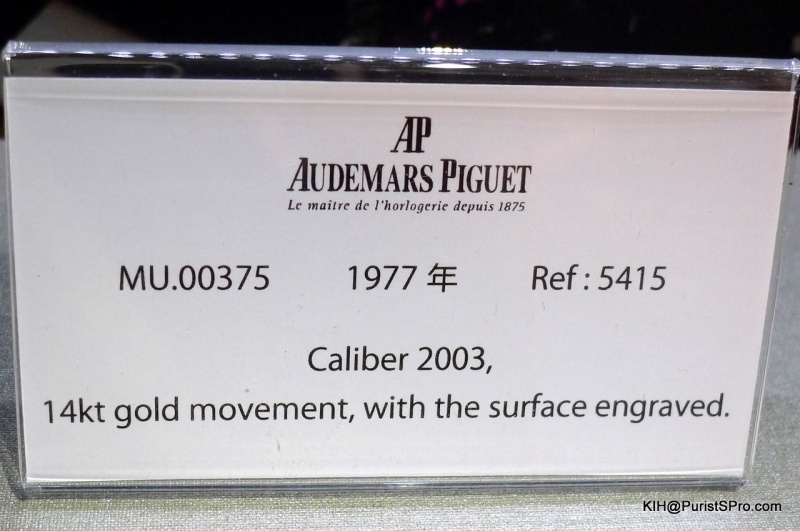 AP
AUDEMARS PIGUET
Le maître de l'horlogerie depuis 1875
MU.00375 1977 年 Ref : 5415
Caliber 2003,
14kt gold movement, with the surface engraved.
KIH@PuristSPro.com